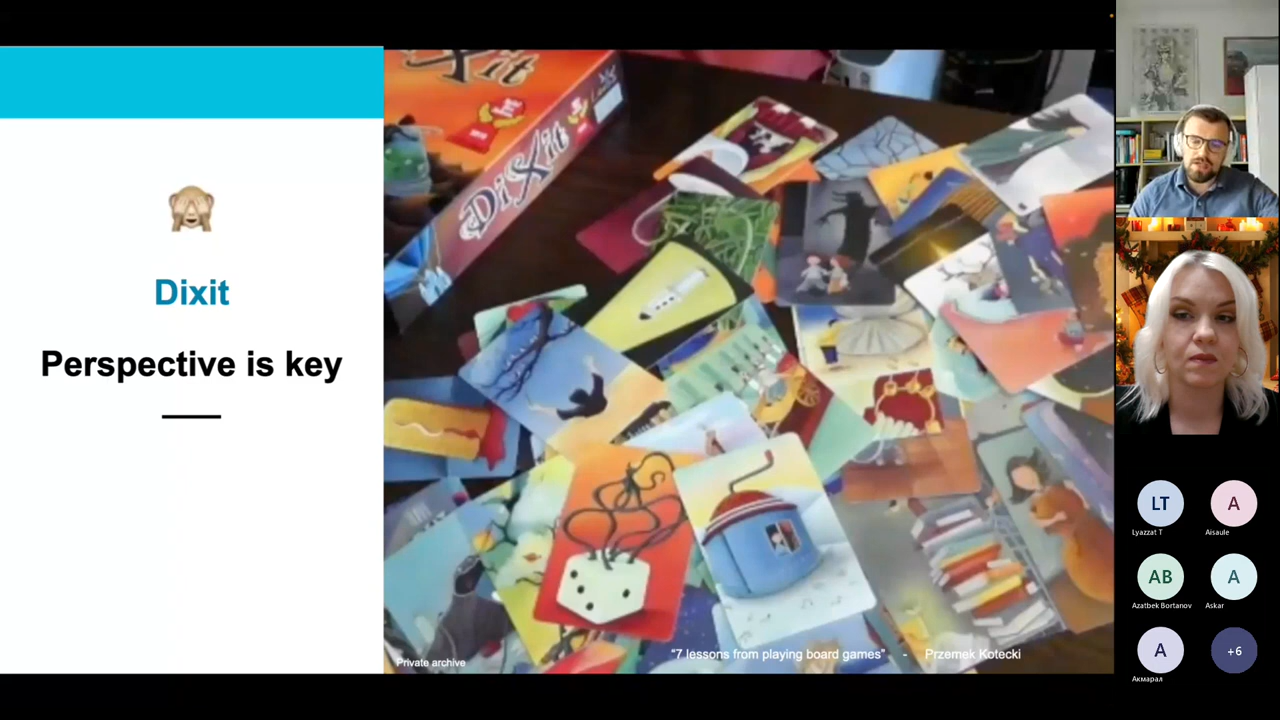 Dixit
Perspective is key
Xit
DiXit
Private archive
"7 lessons from playing board games" - Przemek Kotecki
LT
Lyazzat T
A
Aisaule
AB
Azatbek Bortanov
A
Askar
A
Акмарал
+6